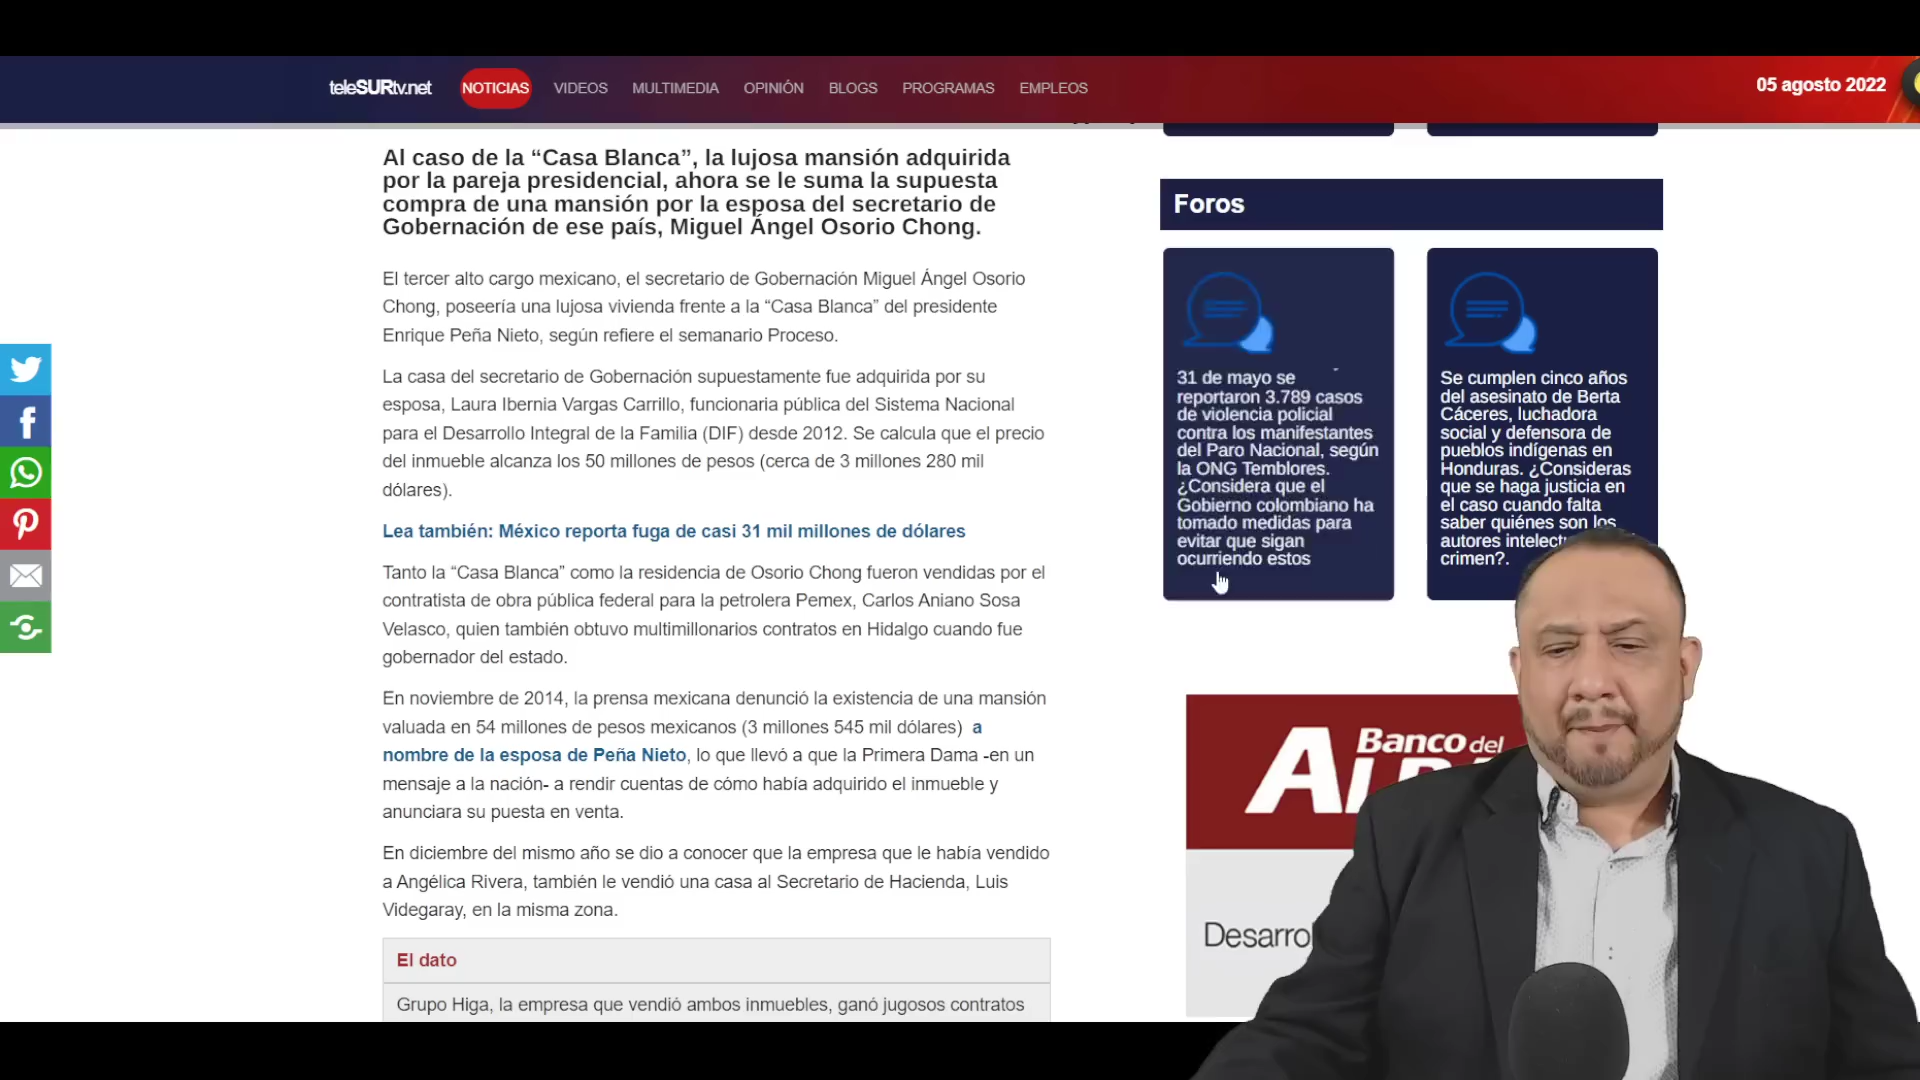 teleSURtv.net NOTICIAS VIDEOS MULTIMEDIA OPINIÓN BLOGS PROGRAMAS EMPLEOS 05 agosto 2022
Al caso de la “Casa Blanca”, la lujosa mansión adquirida
por la pareja presidencial, ahora se le suma la supuesta
compra de una mansión por la esposa del secretario de
Gobernación de ese país, Miguel Ángel Osorio Chong.
El tercer alto cargo mexicano, el secretario de Gobernación Miguel Ángel Osorio
Chong, poseería una lujosa vivienda frente a la “Casa Blanca” del presidente
Enrique Peña Nieto, según refiere el semanario Proceso.
La casa del secretario de Gobernación supuestamente fue adquirida por su
esposa, Laura Ibernia Vargas Carrillo, funcionaria pública del Sistema Nacional
para el Desarrollo Integral de la Familia (DIF) desde 2012. Se calcula que el precio
del inmueble alcanza los 50 millones de pesos (cerca de 3 millones 280 mil
dólares).
Lea también: México reporta fuga de casi 31 mil millones de dólares
Tanto la “Casa Blanca” como la residencia de Osorio Chong fueron vendidas por el
contratista de obra pública federal para la petrolera Pemex, Carlos Aniano Sosa
Velasco, quien también obtuvo multimillonarios contratos en Hidalgo cuando fue
gobernador del estado.
En noviembre de 2014, la prensa mexicana denunció la existencia de una mansión
valuada en 54 millones de pesos mexicanos (3 millones 545 mil dólares) a
nombre de la esposa de Peña Nieto, lo que llevó a que la Primera Dama -en un
mensaje a la nación- a rendir cuentas de cómo había adquirido el inmueble y
anunciara su puesta en venta.
En diciembre del mismo año se dio a conocer que la empresa que le había vendido
a Angélica Rivera, también le vendió una casa al Secretario de Hacienda, Luis
Videgaray, en la misma zona.
El dato
Grupo Higa, la empresa que vendió ambos inmuebles, ganó jugosos contratos
Foros
31 de mayo se
reportaron 3.789 casos
de violencia policial
contra los manifestantes
del Paro Nacional, según
la ONG Temblores.
¿Considera que el
Gobierno colombiano ha
tomado medidas para
evitar que sigan
ocurriendo estos
Se cumplen cinco años
del asesinato de Berta
Cáceres, luchadora
social y defensora de
pueblos indígenas en
Honduras. ¿Consideras
que se haga justicia en
el caso cuando falta
saber quiénes son los
autores
crimen?.
Banco del